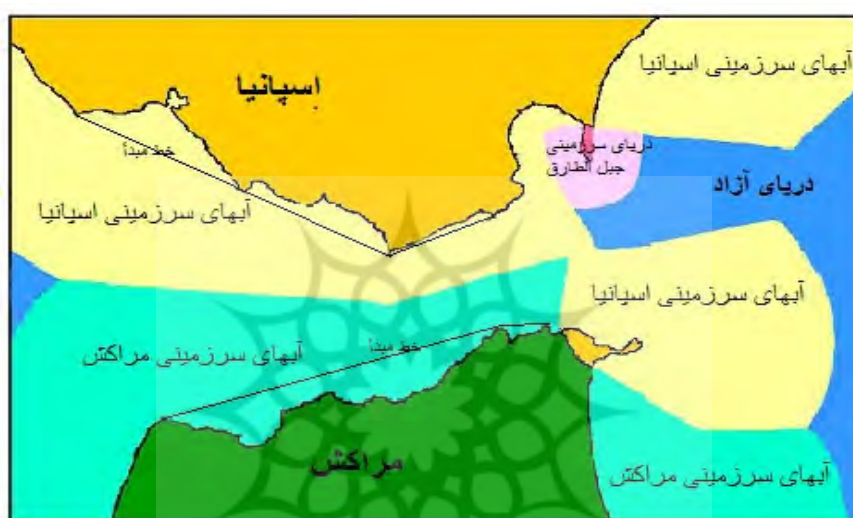 آبهای سرزمینی اسپانیا
اسپانیا
خط مبدأ
دریای سرزمینی
جبل الطارق
دریای آزاد
آبهای سرزمینی اسپانیا
آبهای سرزمینی اسپانیا
خط مبدأ
آبهای سرزمینی مراکش
مراکش
آبهای سرزمینی مراکش